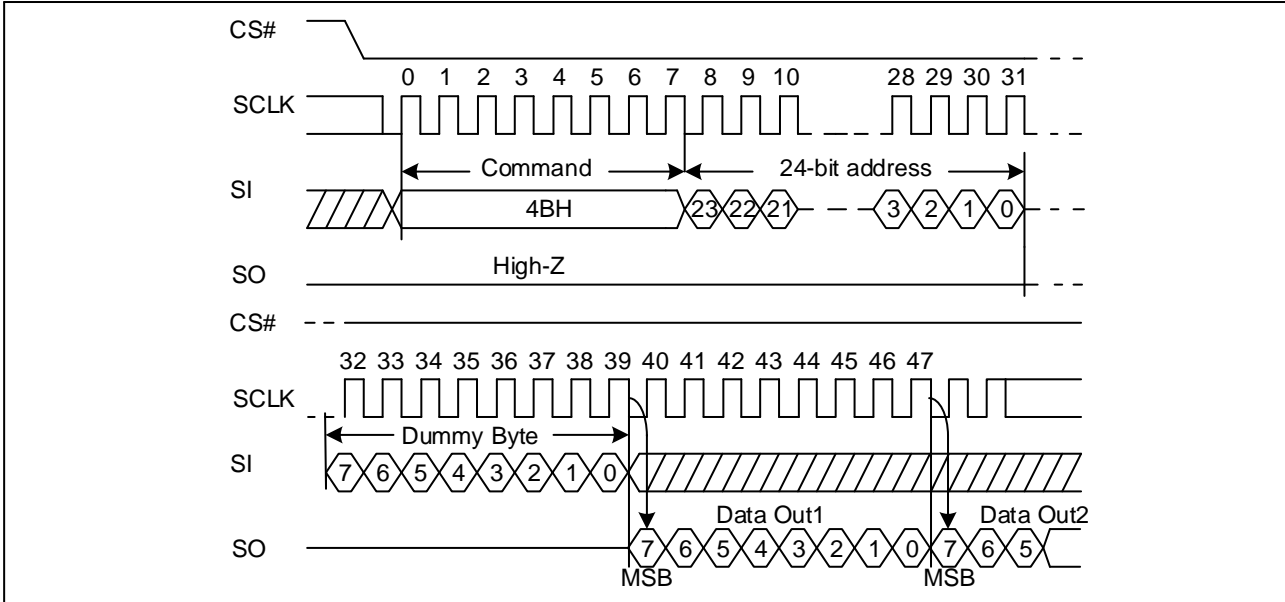 CS#
0 1 2 3 4 5 6 7 8 9 10 28 29 30 31
SCLK
Command 24-bit address
SI
4BH 23 22 21 3 2 1 0
High-Z
SO
CS#
32 33 34 35 36 37 38 39 40 41 42 43 44 45 46 47
SCLK
Dummy Byte
SI
7 6 5 4 3 2 1 0
Data Out1 Data Out2
SO
7 6 5 4 3 2 1 0 7 6 5
MSB MSB